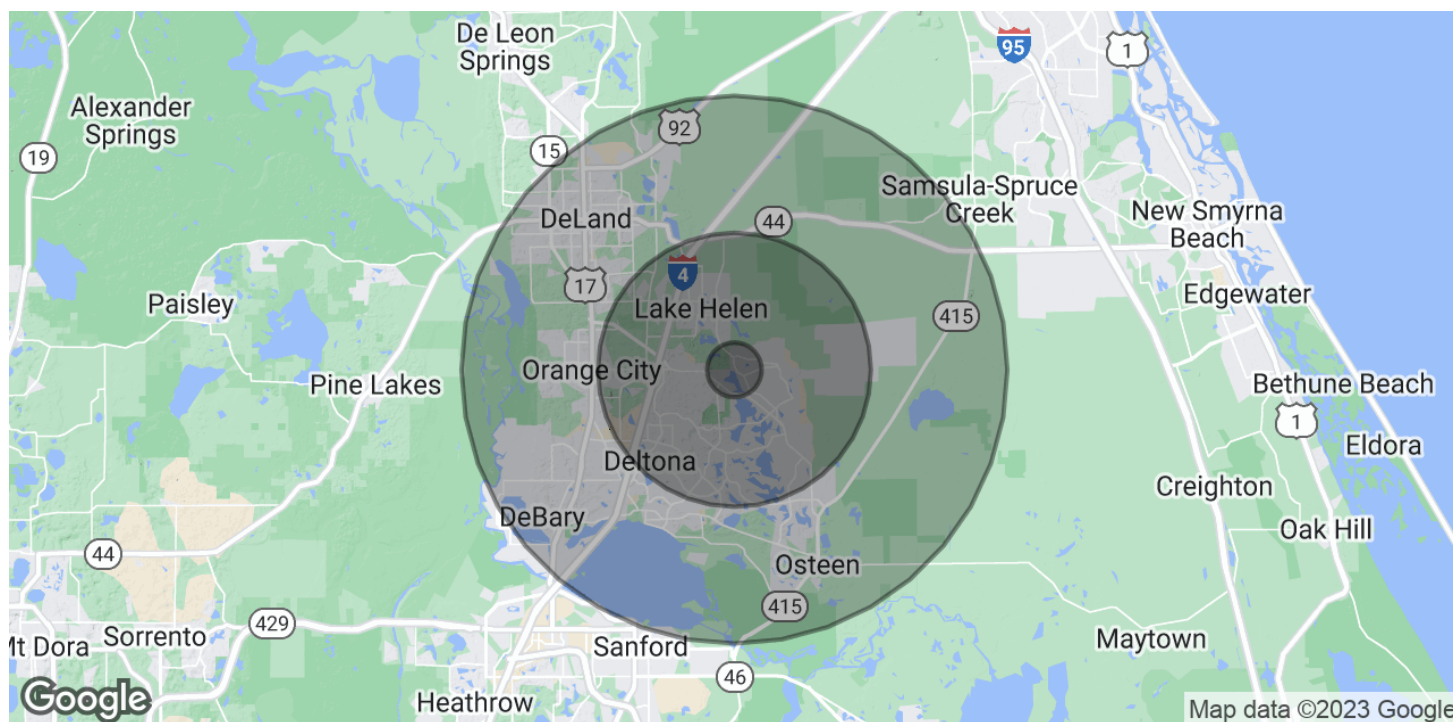 De Leon
Springs
95
1
Alexander
Springs
92
19
15
Samsula-Spruce
Creek
DeLand
44
New Smyrna
Beach
4
17
Edgewater
Paisley
Lake Helen
415
Orange City
Pine Lakes
Bethune Beach
1
Eldora
Deltona
Creighton
DeBary
Oak Hill
44
Osteen
415
429
Mt Dora
Sorrento
Sanford
Maytown
46
Heathrow
Google
Map data ©2023 Google